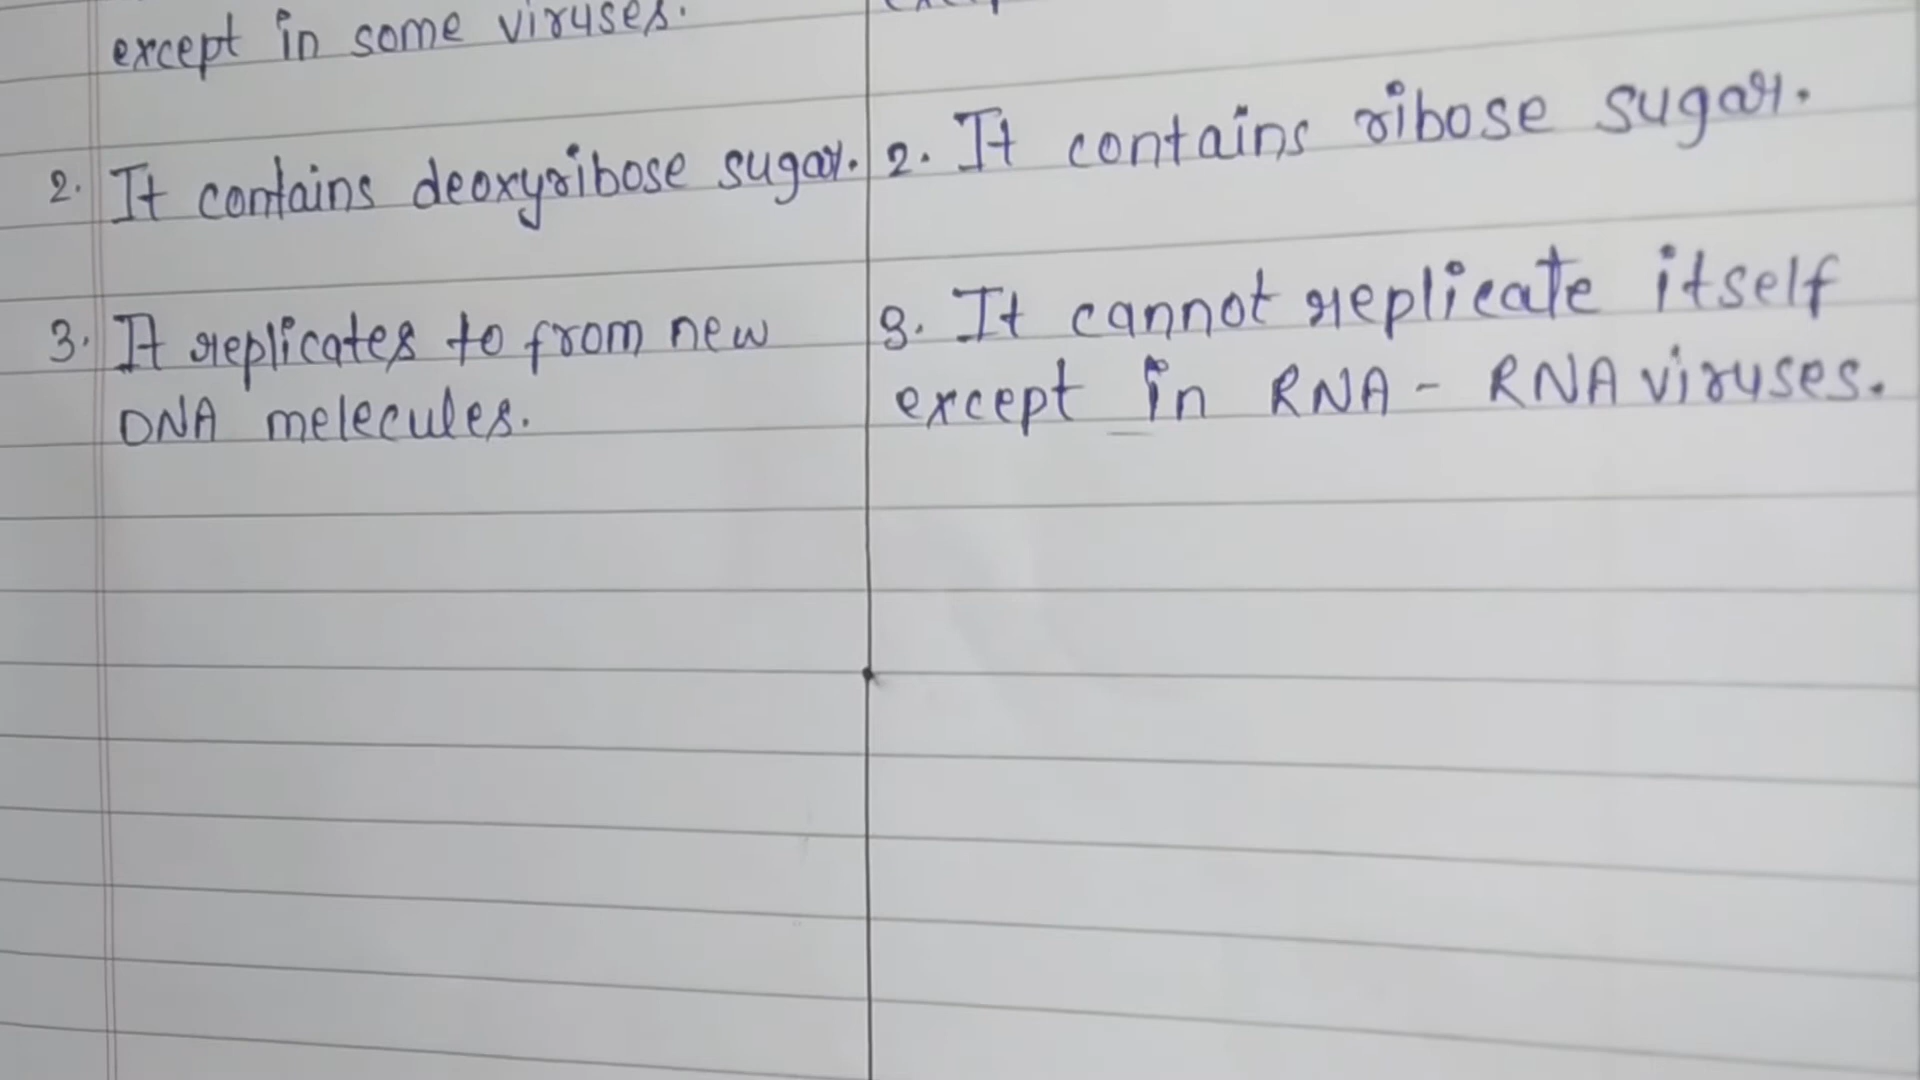 except in some viruses.
2. It contains deoxyribose sugar.
3. It replicates to from new
DNA melecules.
2. It contains ribose sugar.
3. It cannot replicate itself
except in RNA - RNA viruses.